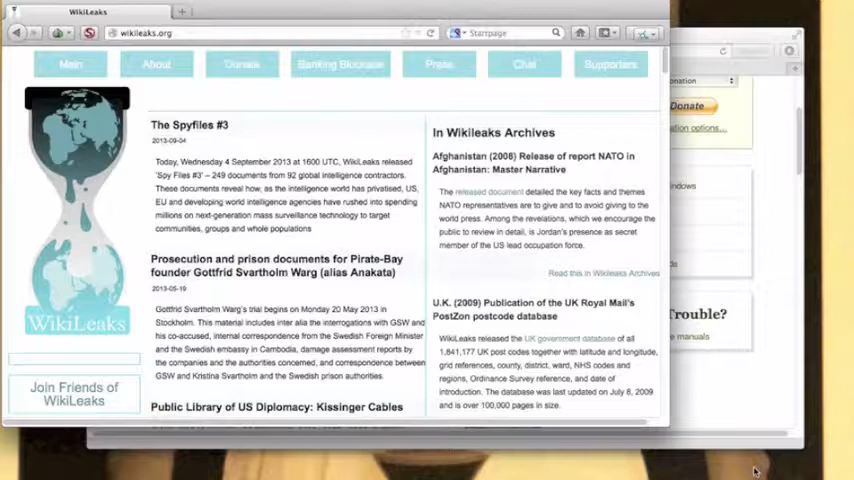 WikiLeaks
wikileaks.org
Startpage
Main About Donate Banking Blockade Press Chat Supporters
The Spyfiles #3
2013-09-04
Today, Wednesday 4 September 2013 at 1600 UTC, WikiLeaks released
'Spy Files #3' – 249 documents from 92 global intelligence contractors.
These documents reveal how, as the intelligence world has privatised, US,
EU and developing world intelligence agencies have rushed into spending
millions on next-generation mass surveillance technology to target
communities, groups and whole populations
Prosecution and prison documents for Pirate-Bay
founder Gottfrid Svartholm Warg (alias Anakata)
2013-05-19
Gottfrid Svartholm Warg's trial begins on Monday 20 May 2013 in
Stockholm. This material includes inter alia the interrogations with GSW and
his co-accused, internal correspondence from the Swedish Foreign Minister
and the Swedish embassy in Cambodia, damage assessment reports by
the companies and the authorities concerned, and correspondence between
GSW and Kristina Svartholm and the Swedish prison authorities.
Public Library of US Diplomacy: Kissinger Cables
In Wikileaks Archives
Afghanistan (2008) Release of report NATO in
Afghanistan: Master Narrative
The released document detailed the key facts and themes
NATO representatives are to give and to avoid giving to the
world press. Among the revelations, which we encourage the
public to review in detail, is Jordan's presence as secret
member of the US lead occupation force.
Read this in Wikileaks Archives
U.K. (2009) Publication of the UK Royal Mail's
PostZon postcode database
WikiLeaks released the UK government database of all
1,841,177 UK post codes together with latitude and longitude,
grid references, county, district, ward, NHS codes and
regions, Ordnance Survey reference, and date of
introduction. The database was last updated on July 8, 2009
and is over 100,000 pages in size.
WikiLeaks
Join Friends of
WikiLeaks
onation
Donate
ation options...
indows
ds
Trouble?
e manuals